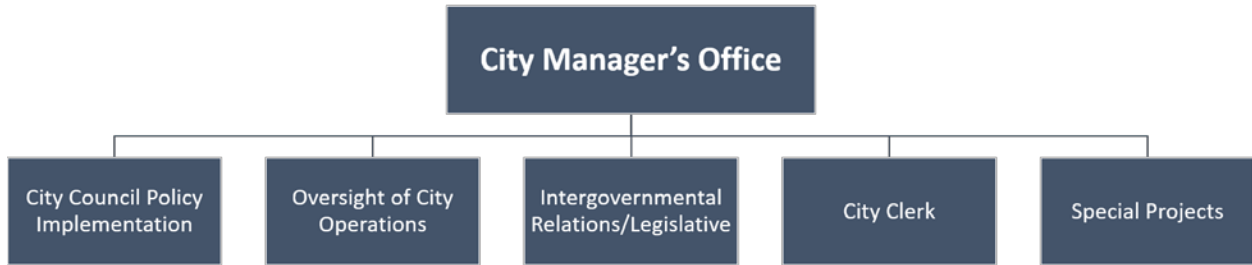 City Manager’s Office
City Council Policy
Implementation
Oversight of City
Operations
Intergovernmental
Relations/Legislative
City Clerk
Special Projects